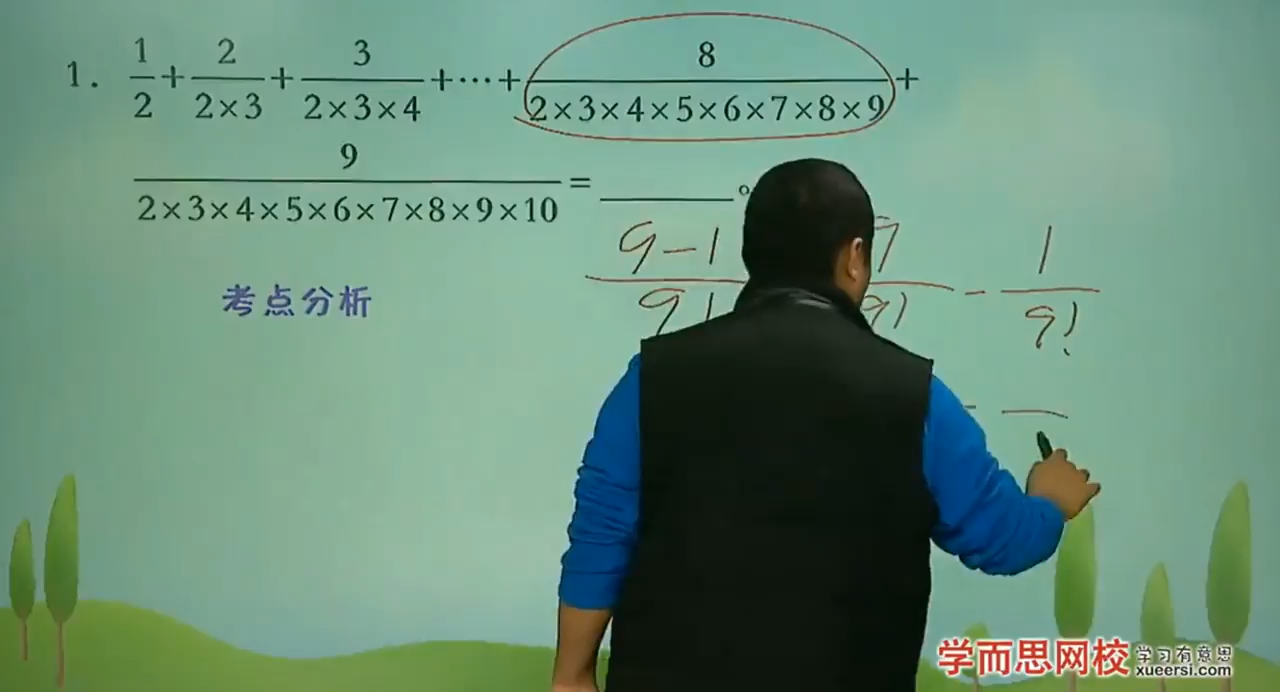 1. 1/2 + 2/2×3 + 3/2×3×4 +···+ 8/2×3×4×5×6×7×8×9 +
9/2×3×4×5×6×7×8×9×10 = ______。
9-1 9 1
9! 9! - 9!
考点分析
-
学而思网校 学习有意思
xueersi.com